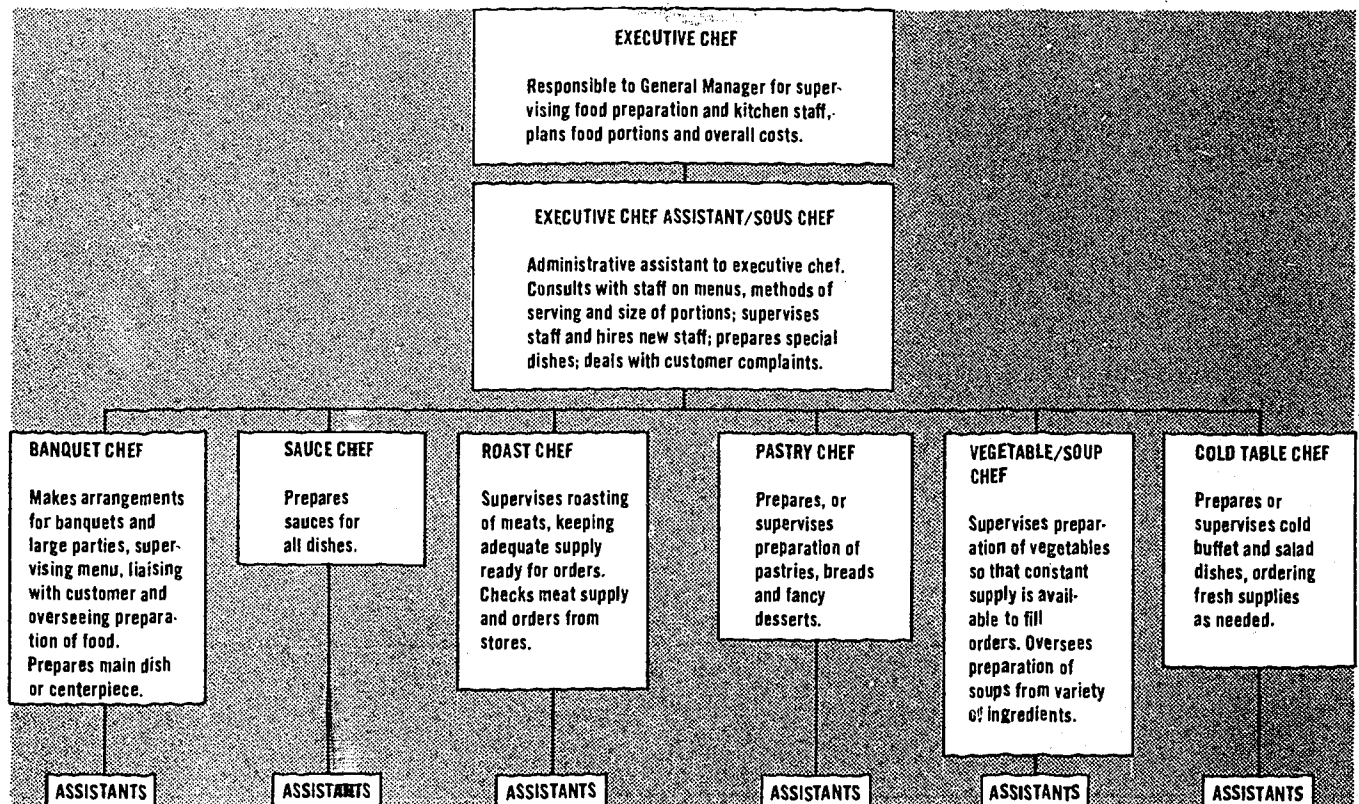 EXECUTIVE CHEF
Responsible to General Manager for super-
vising food preparation and kitchen staff,
plans food portions and overall costs.
EXECUTIVE CHEF ASSISTANT/SOUS CHEF
Administrative assistant to executive chef.
Consults with staff on menus, methods of
serving and size of portions; supervises
staff and hires new staff; prepares special
dishes; deals with customer complaints.
BANQUET CHEF
Makes arrangements
for banquets and
large parties, super-
vising menu, liaising
with customer and
overseeing prepara-
tion of food.
Prepares main dish
or centerpiece.
SAUCE CHEF
Prepares
sauces for
all dishes.
ROAST CHEF
Supervises roasting
of meats, keeping
adequate supply
ready for orders.
Checks meat supply
and orders from
stores.
PASTRY CHEF
Prepares, or
supervises
preparation of
pastries, breads
and fancy
desserts.
VEGETABLE/SOUP
CHEF
Supervises prepar-
ation of vegetables
so that constant
supply is avail-
able to fill
orders. Oversees
preparation of
soups from variety
of ingredients.
COLD TABLE CHEF
Prepares or
supervises cold
buffet and salad
dishes, ordering
fresh supplies
as needed.
ASSISTANTS
ASSISTANTS
ASSISTANTS
ASSISTANTS
ASSISTANTS
ASSISTANTS